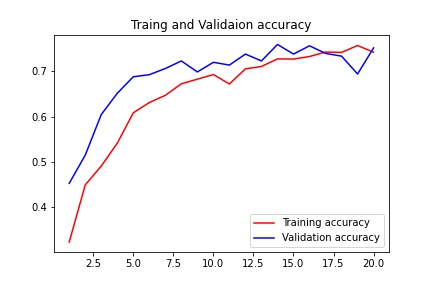 Traing and Validaion accuracy
0.7
0.6
0.5
0.4
Training accuracy
Validation accuracy
2.5 5.0 7.5 10.0 12.5 15.0 17.5 20.0